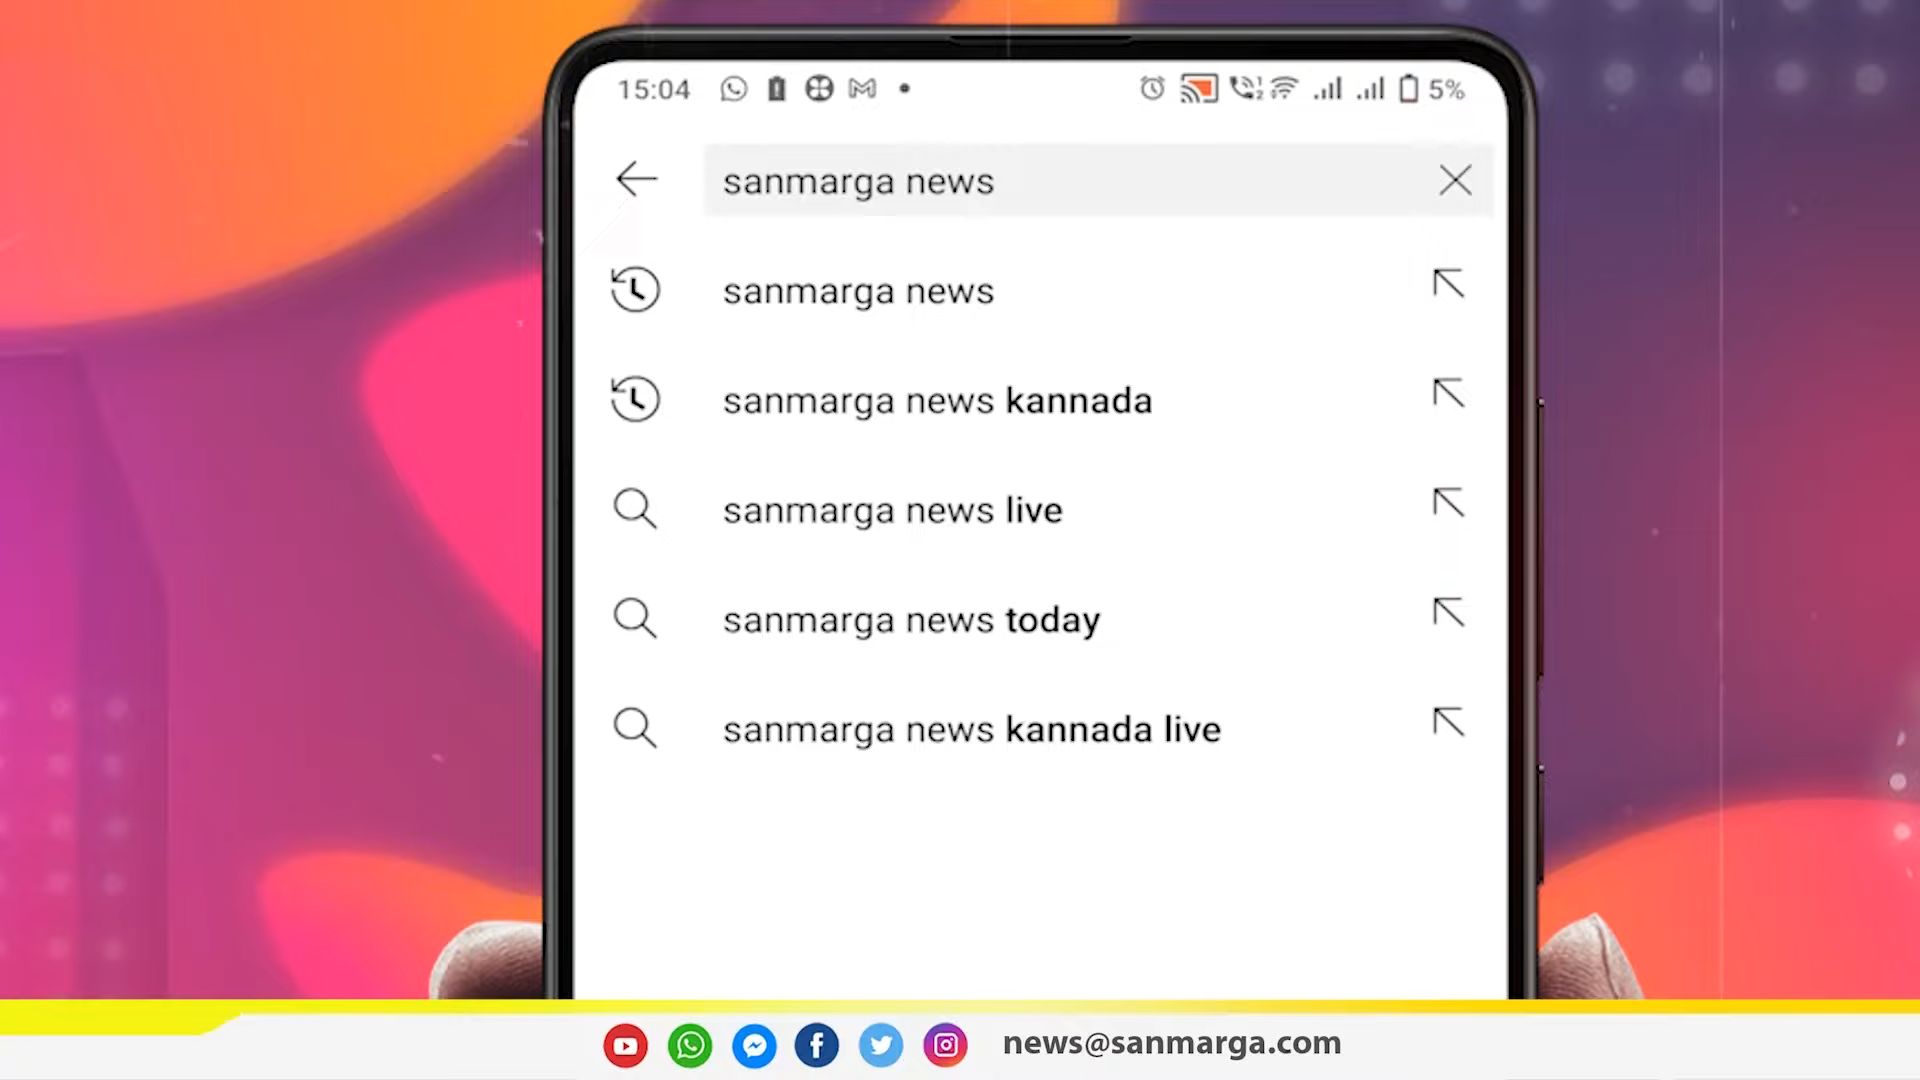 15:04
5%
sanmarga news
sanmarga news
sanmarga news kannada
sanmarga news live
sanmarga news today
sanmarga news kannada live
news@sanmarga.com